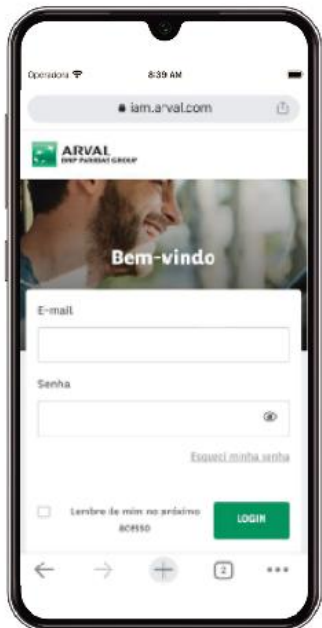 Operadora 8:39 AM
iam.arval.com
ARVAL
BNP PARIBAS GROUP
Bem-vindo
E-mail
Senha
Esqueci minha senha
Lembre de mim no próximo
acesso
LOGIN
2